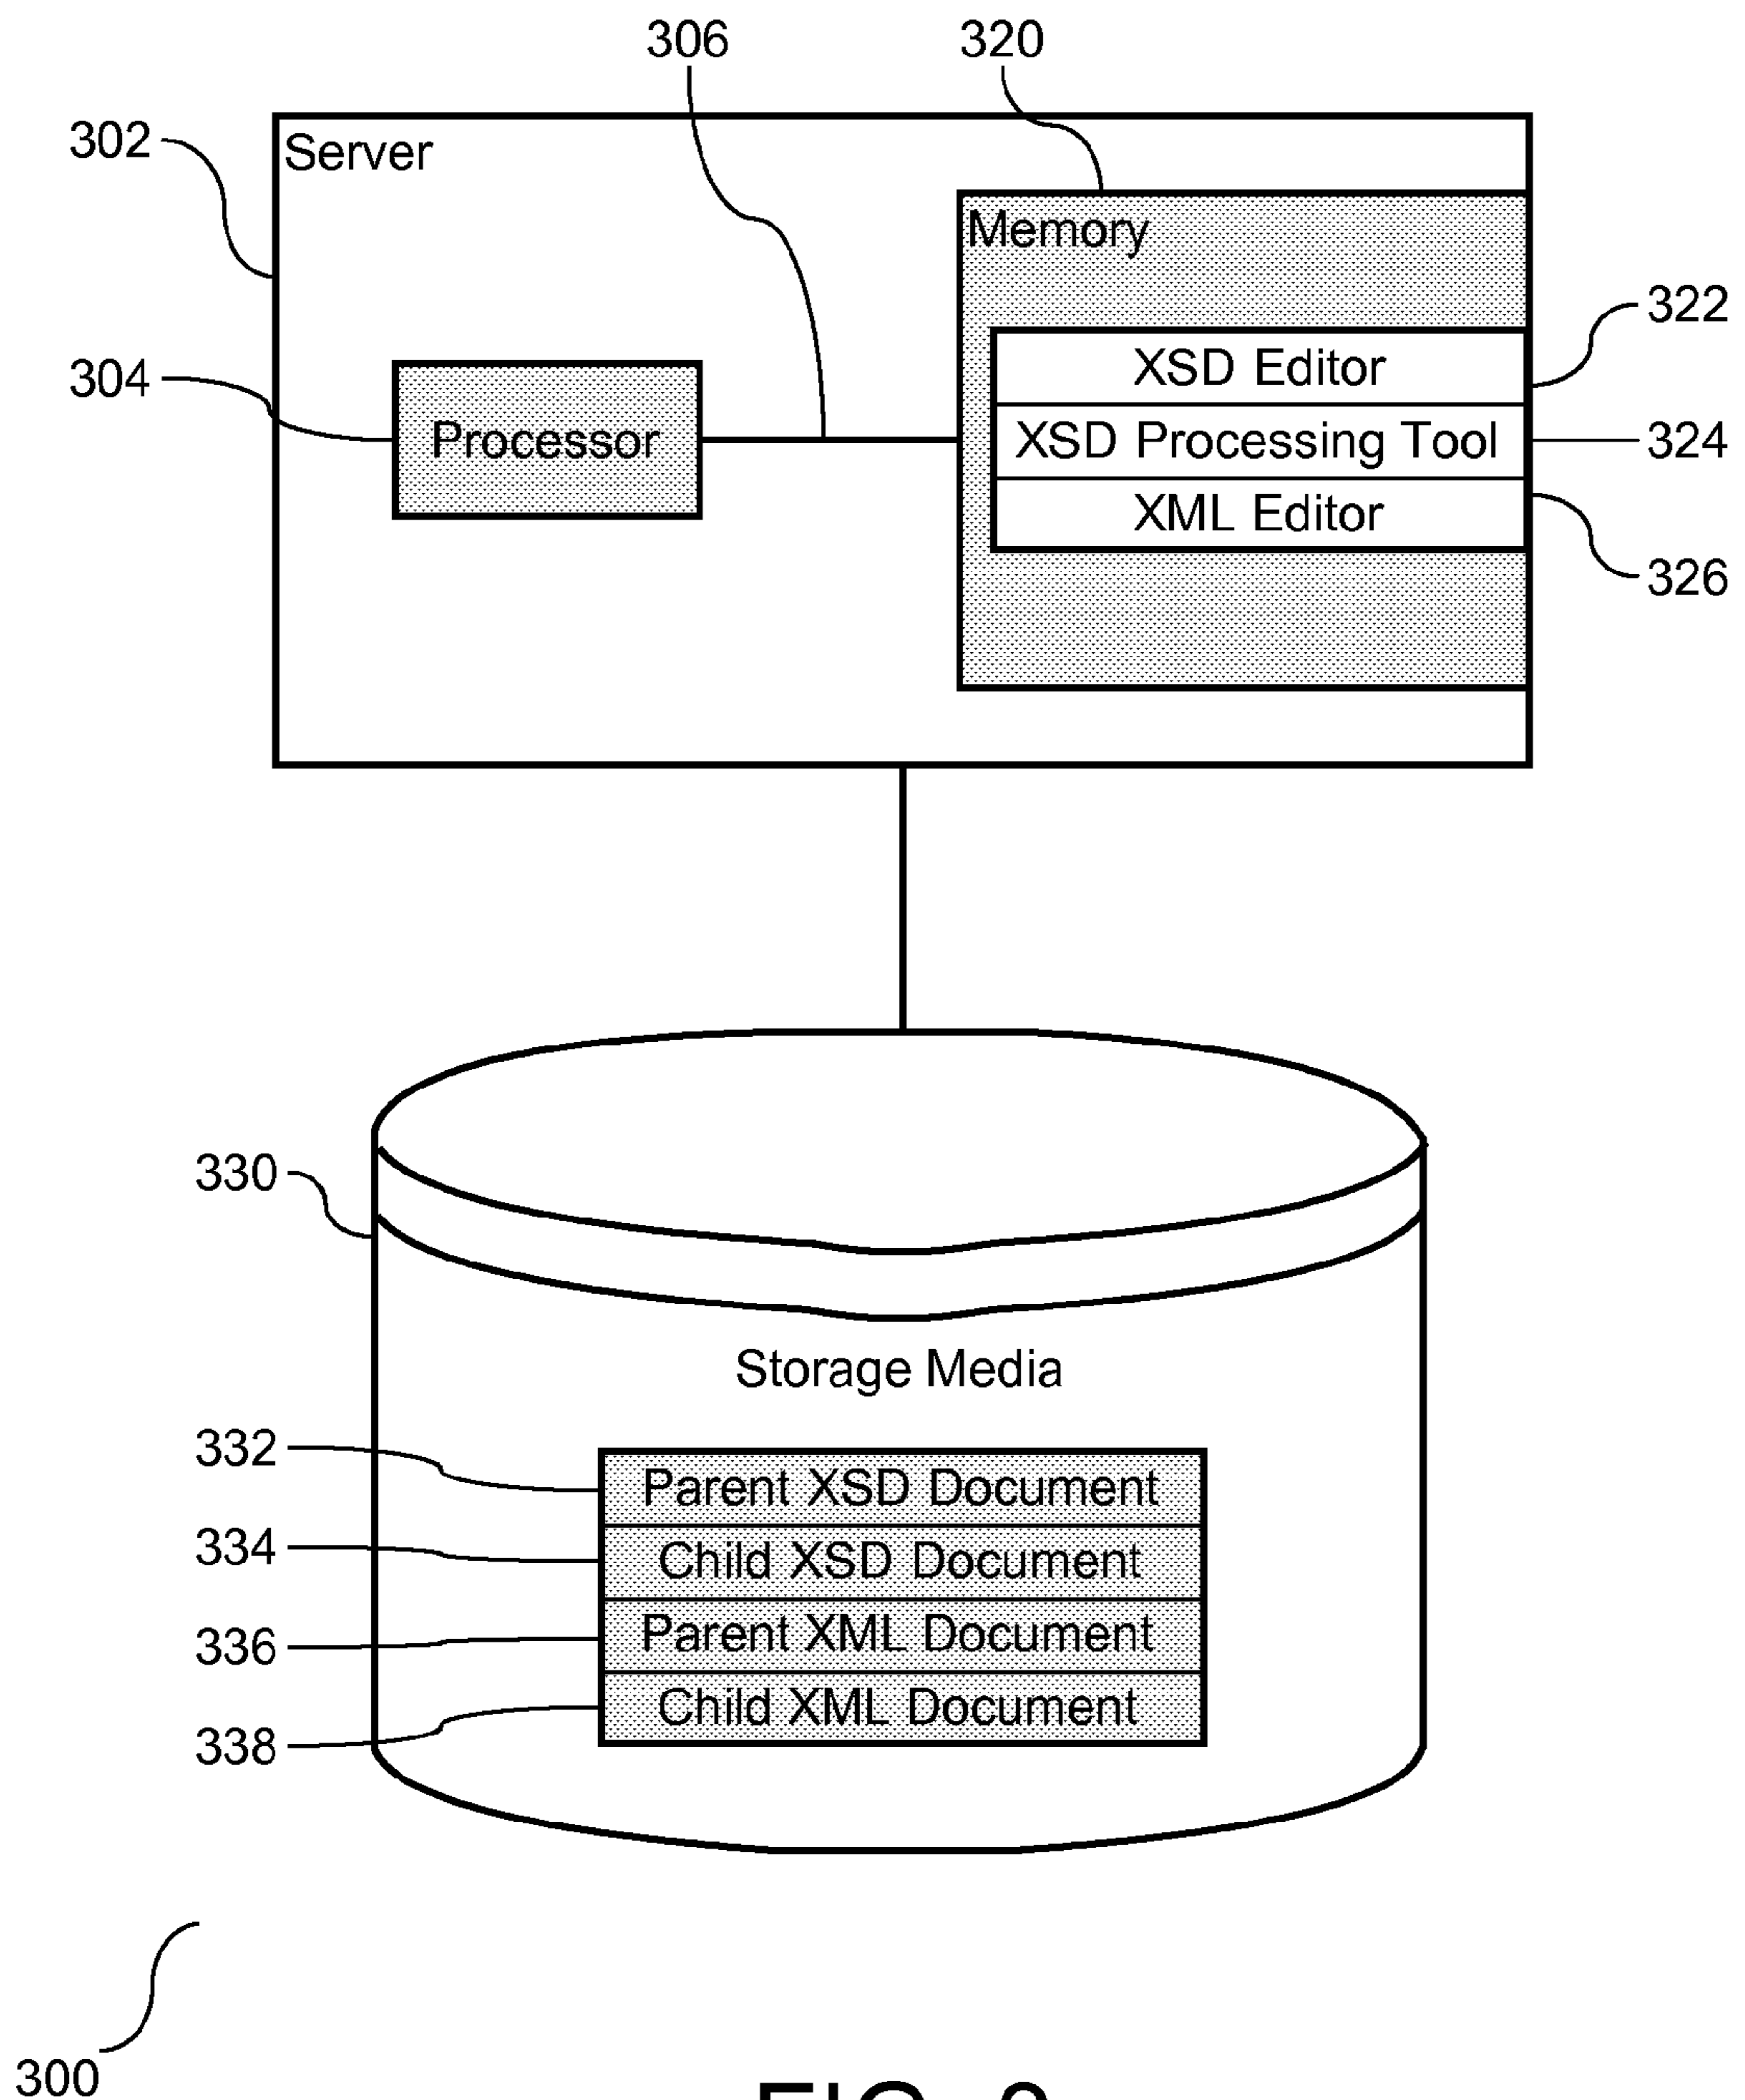 306
320
302
Server
Memory
322
XSD Editor
304
Processor
XSD Processing Tool
324
XML Editor
326
330
Storage Media
332
Parent XSD Document
334
Child XSD Document
336
Parent XML Document
338
Child XML Document
300
FIG.